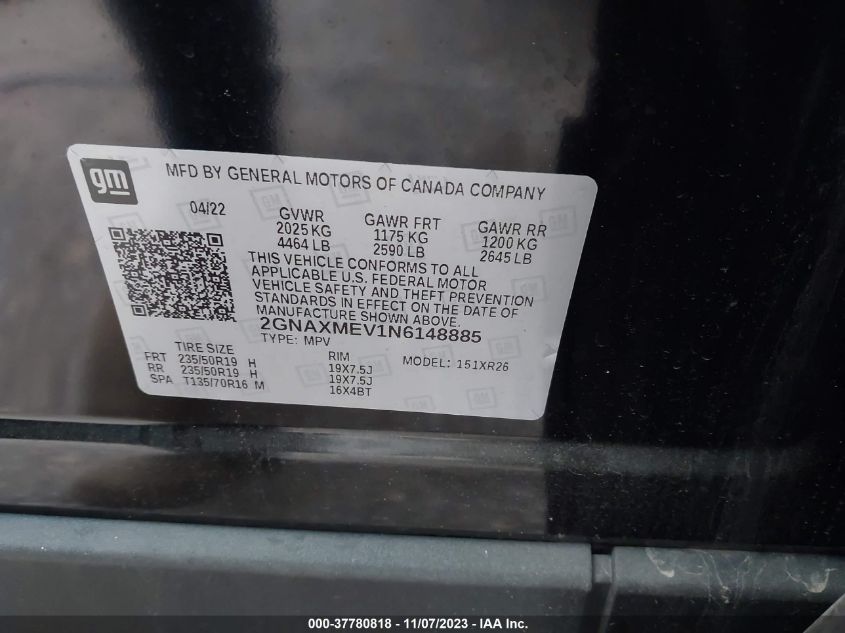 gm
MFD BY GENERAL MOTORS OF CANADA COMPANY
04/22 GVWR GAWR FRT GAWR RR
2025 KG 1175 KG 1200 KG
4464 LB 2590 LB 2645 LB
THIS VEHICLE CONFORMS TO ALL
APPLICABLE U.S. FEDERAL MOTOR
VEHICLE SAFETY AND THEFT PREVENTION
STANDARDS IN EFFECT ON THE DATE OF
MANUFACTURE SHOWN ABOVE.
2GNAXMEV1N6148885
TYPE: MPV MODEL: 151XR26
TIRE SIZE RIM
FRT 235/50R19 H 19X7.5J
RR 235/50R19 H 19X7.5J
SPA T135/70R16 M 16X4BT
000-37780818 - 11/07/2023 - IAA Inc.